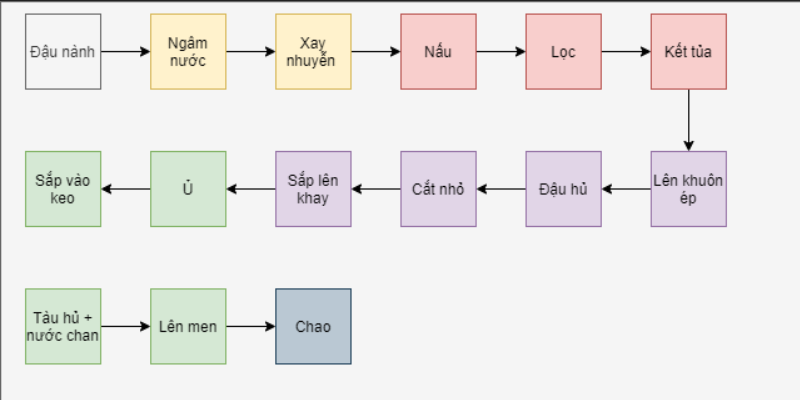 Đậu nành
Ngâm
nước
Xay
nhuyễn
Nấu
Lọc
Kết tủa
Lên khuôn
ép
Đậu hủ
Cắt nhỏ
Sắp lên
khay
Ủ
Sắp vào
keo
Tàu hủ +
nước chan
Lên men
Chao